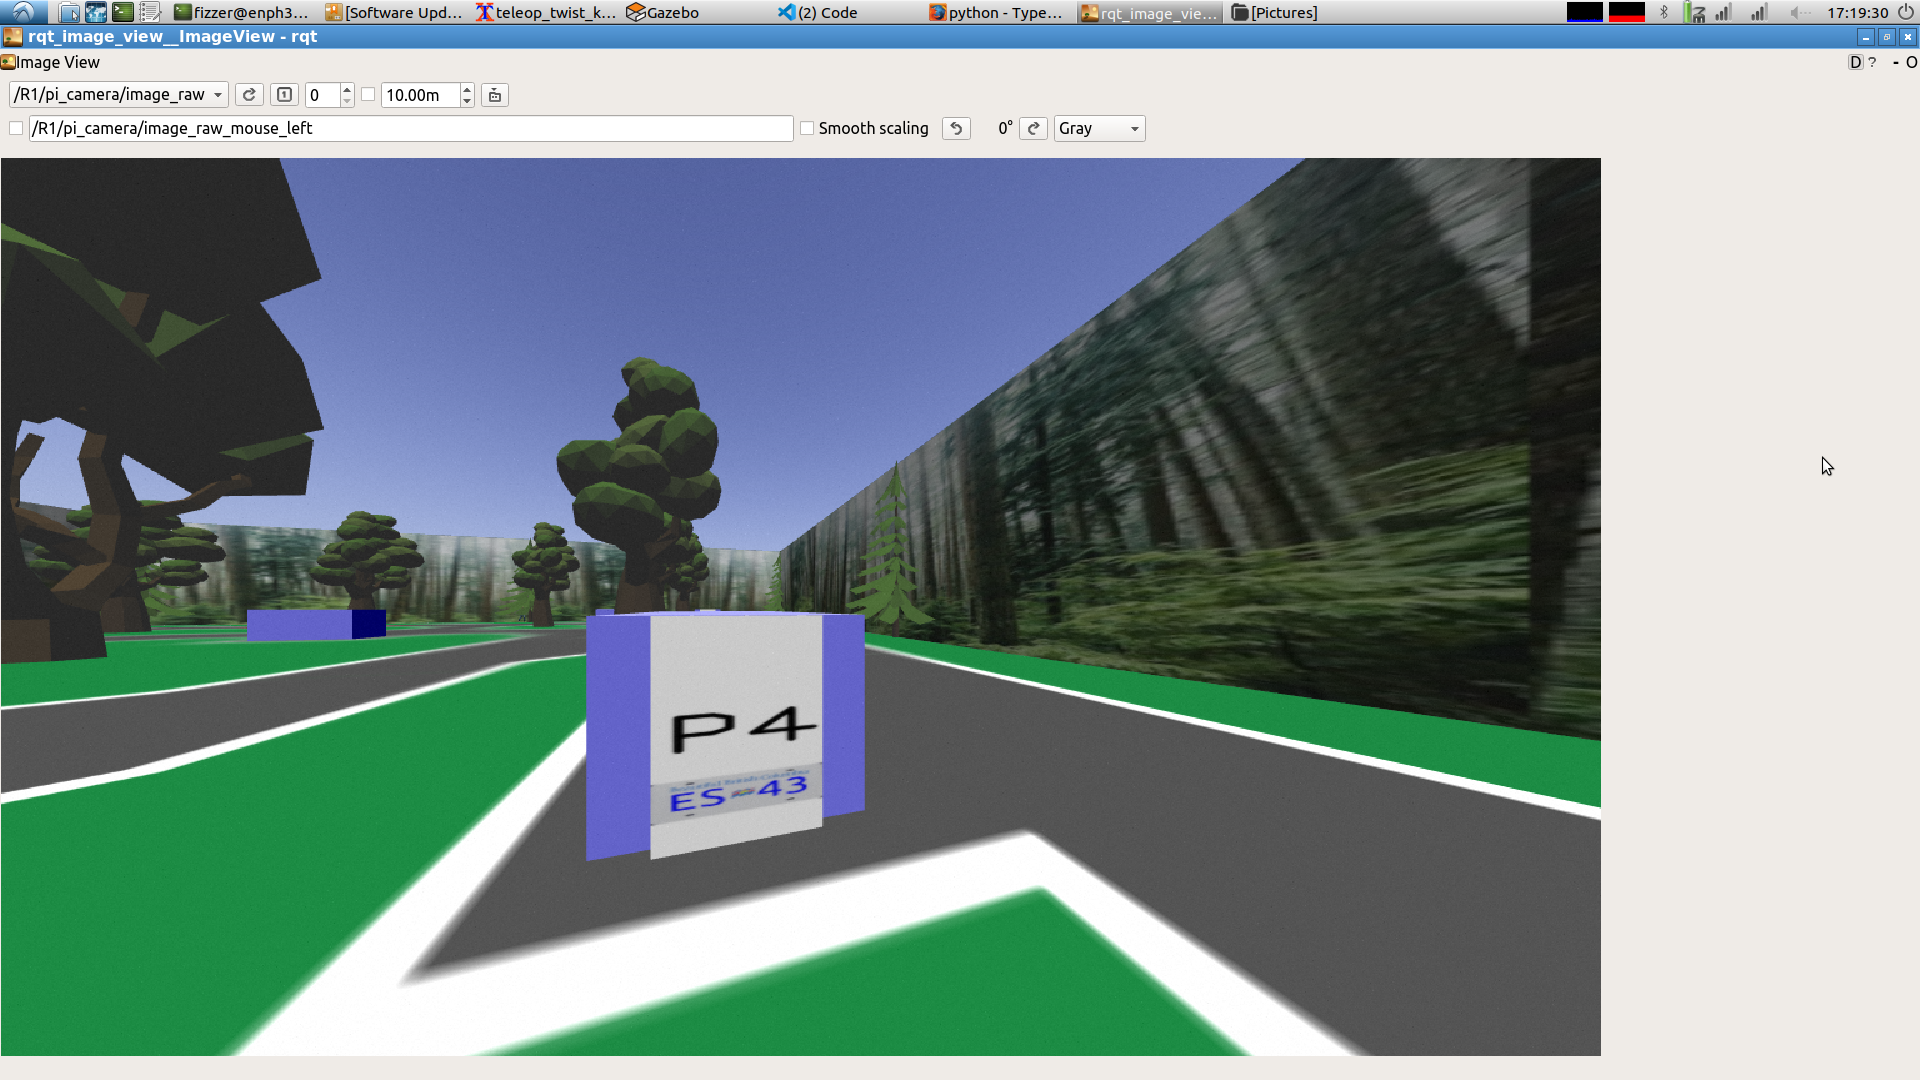 fizzer@enph3...
[Software Upd...
teleop_twist_k...
Gazebo
(2) Code
python - Type...
rqt_image_vie...
[Pictures]
17:19:30
rqt_image_view__ImageView - rqt
Image View
D ? - O
/R1/pi_camera/image_raw
0
10.00m
/R1/pi_camera/image_raw_mouse_left
Smooth scaling
0°
Gray
P4
ES 43